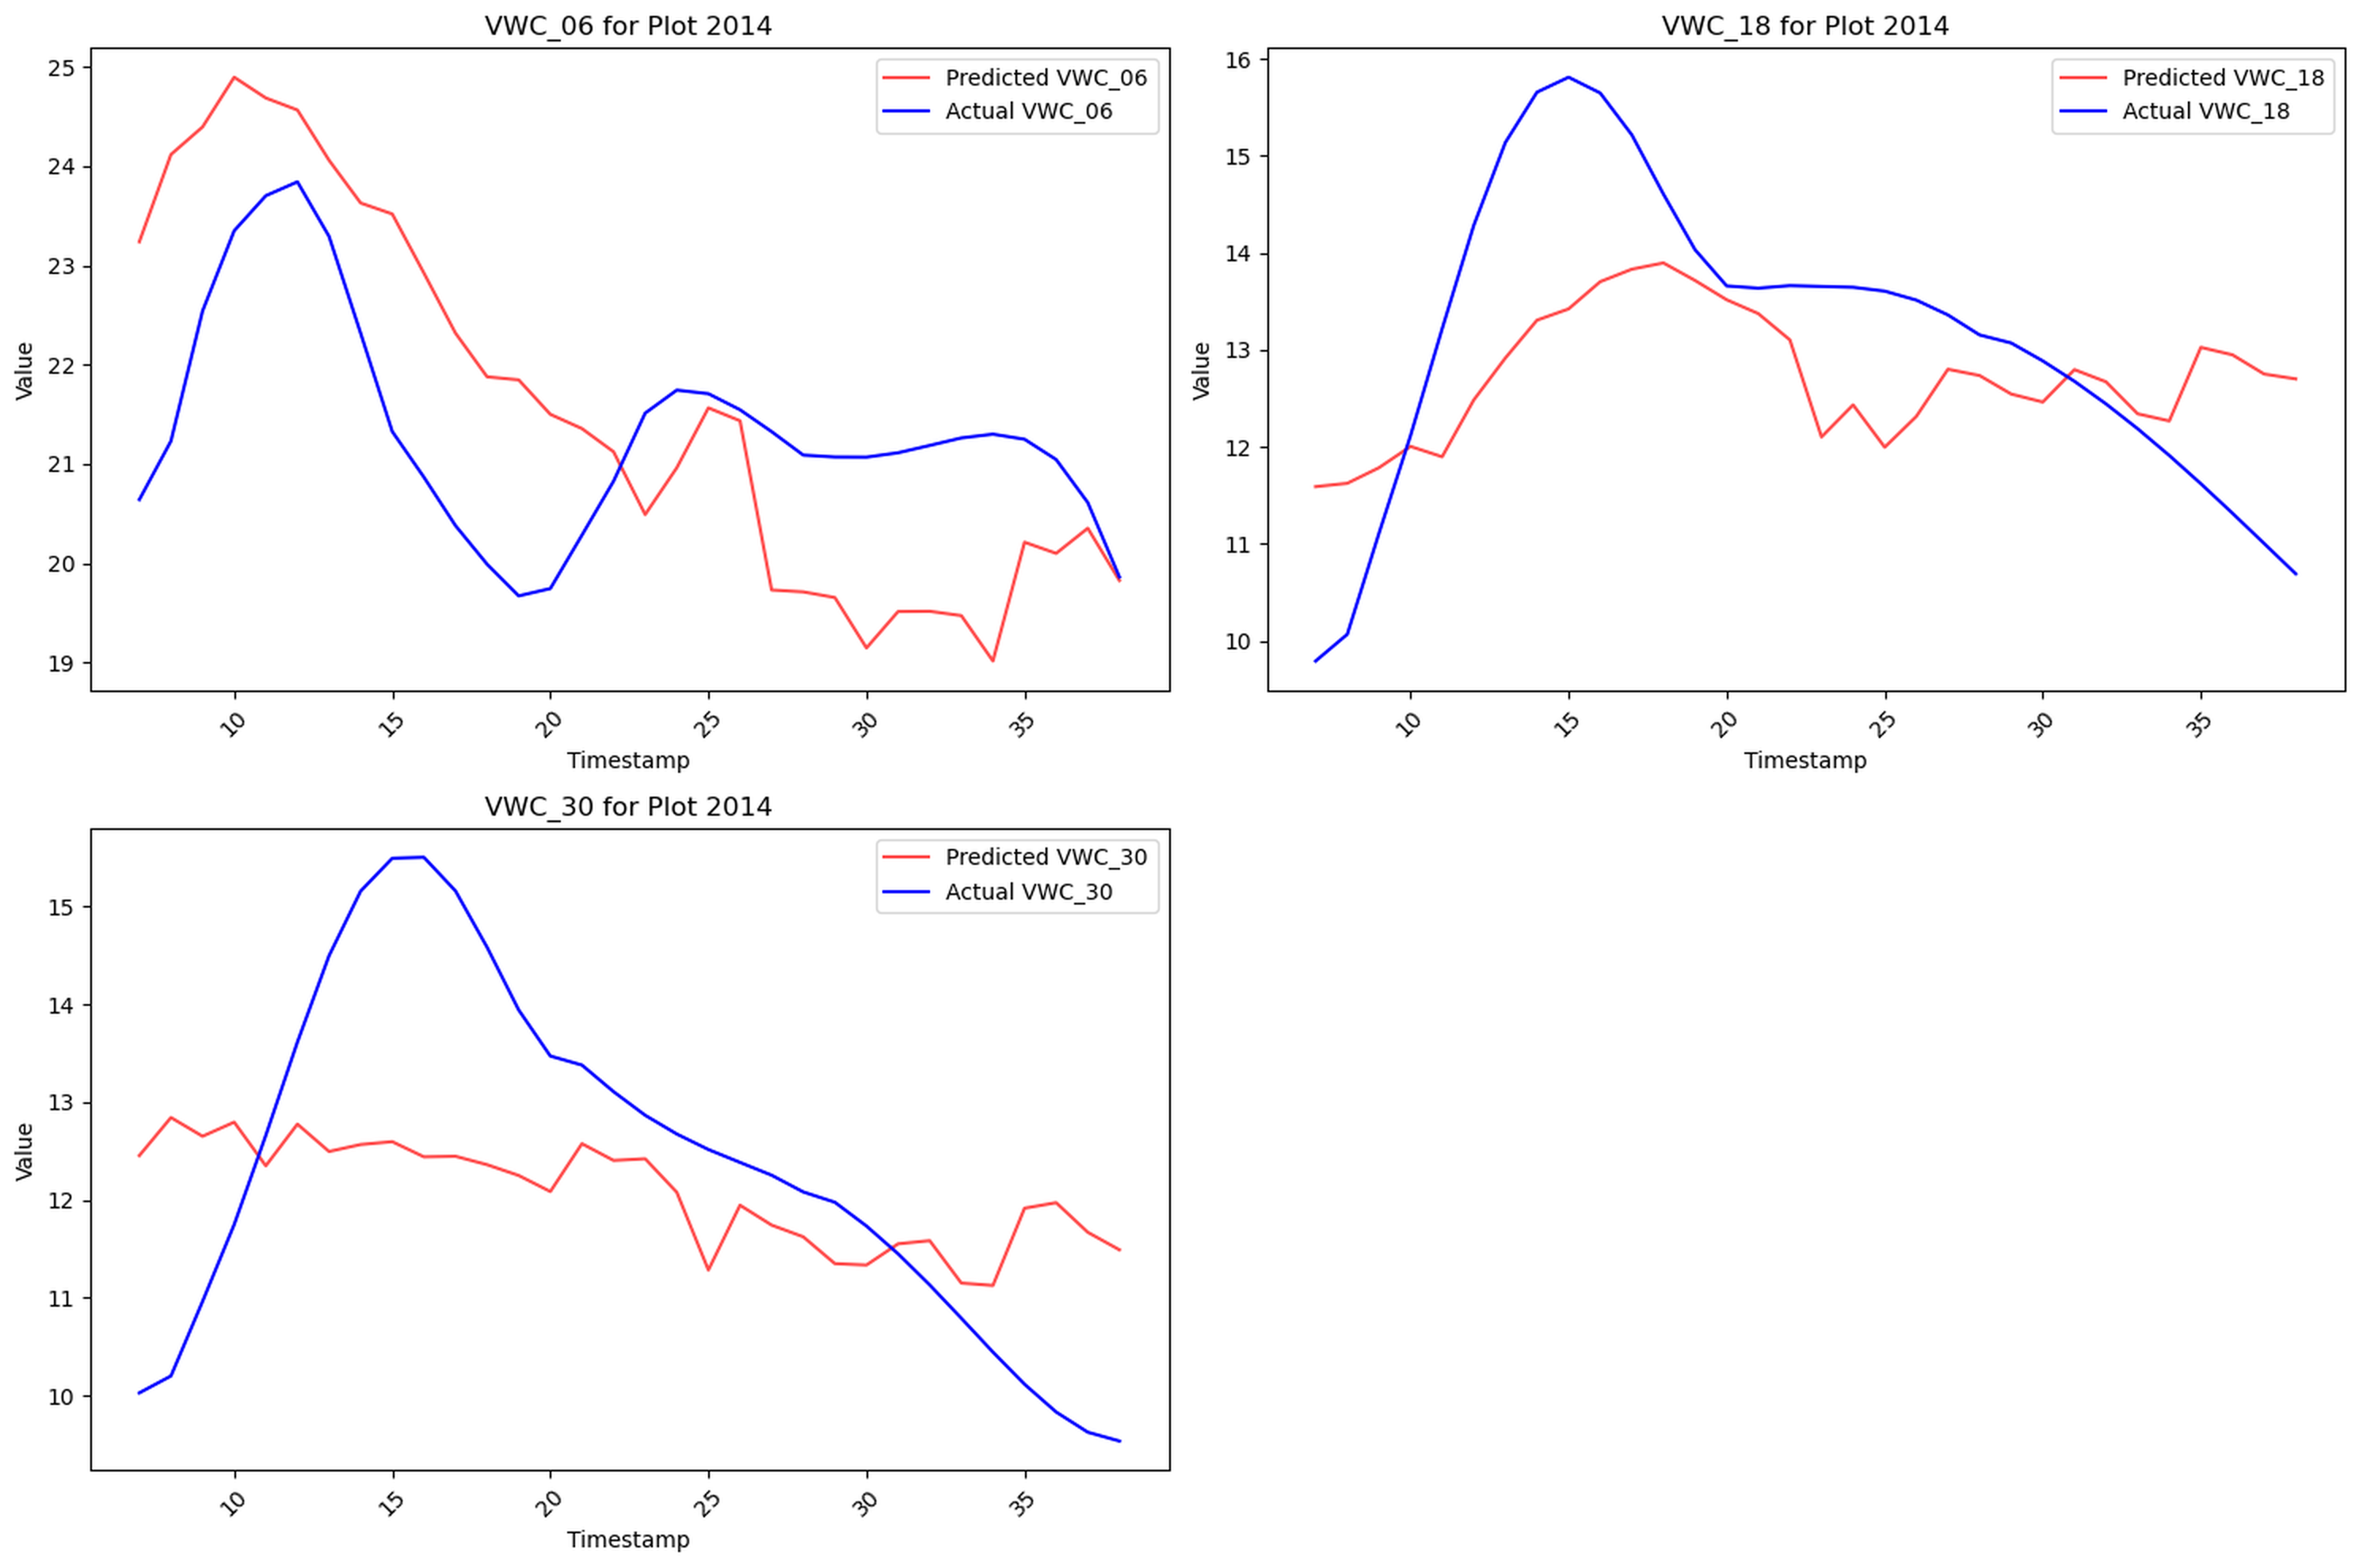 VWC_06 for Plot 2014
25
24
23
22
21
20
19
Value
Predicted VWC_06
Actual VWC_06
10
15
20
25
30
35
Timestamp
VWC_18 for Plot 2014
16
15
14
13
12
11
10
Value
Predicted VWC_18
Actual VWC_18
10
15
20
25
30
35
Timestamp
VWC_30 for Plot 2014
15
14
13
12
11
10
Value
Predicted VWC_30
Actual VWC_30
10
15
20
25
30
35
Timestamp